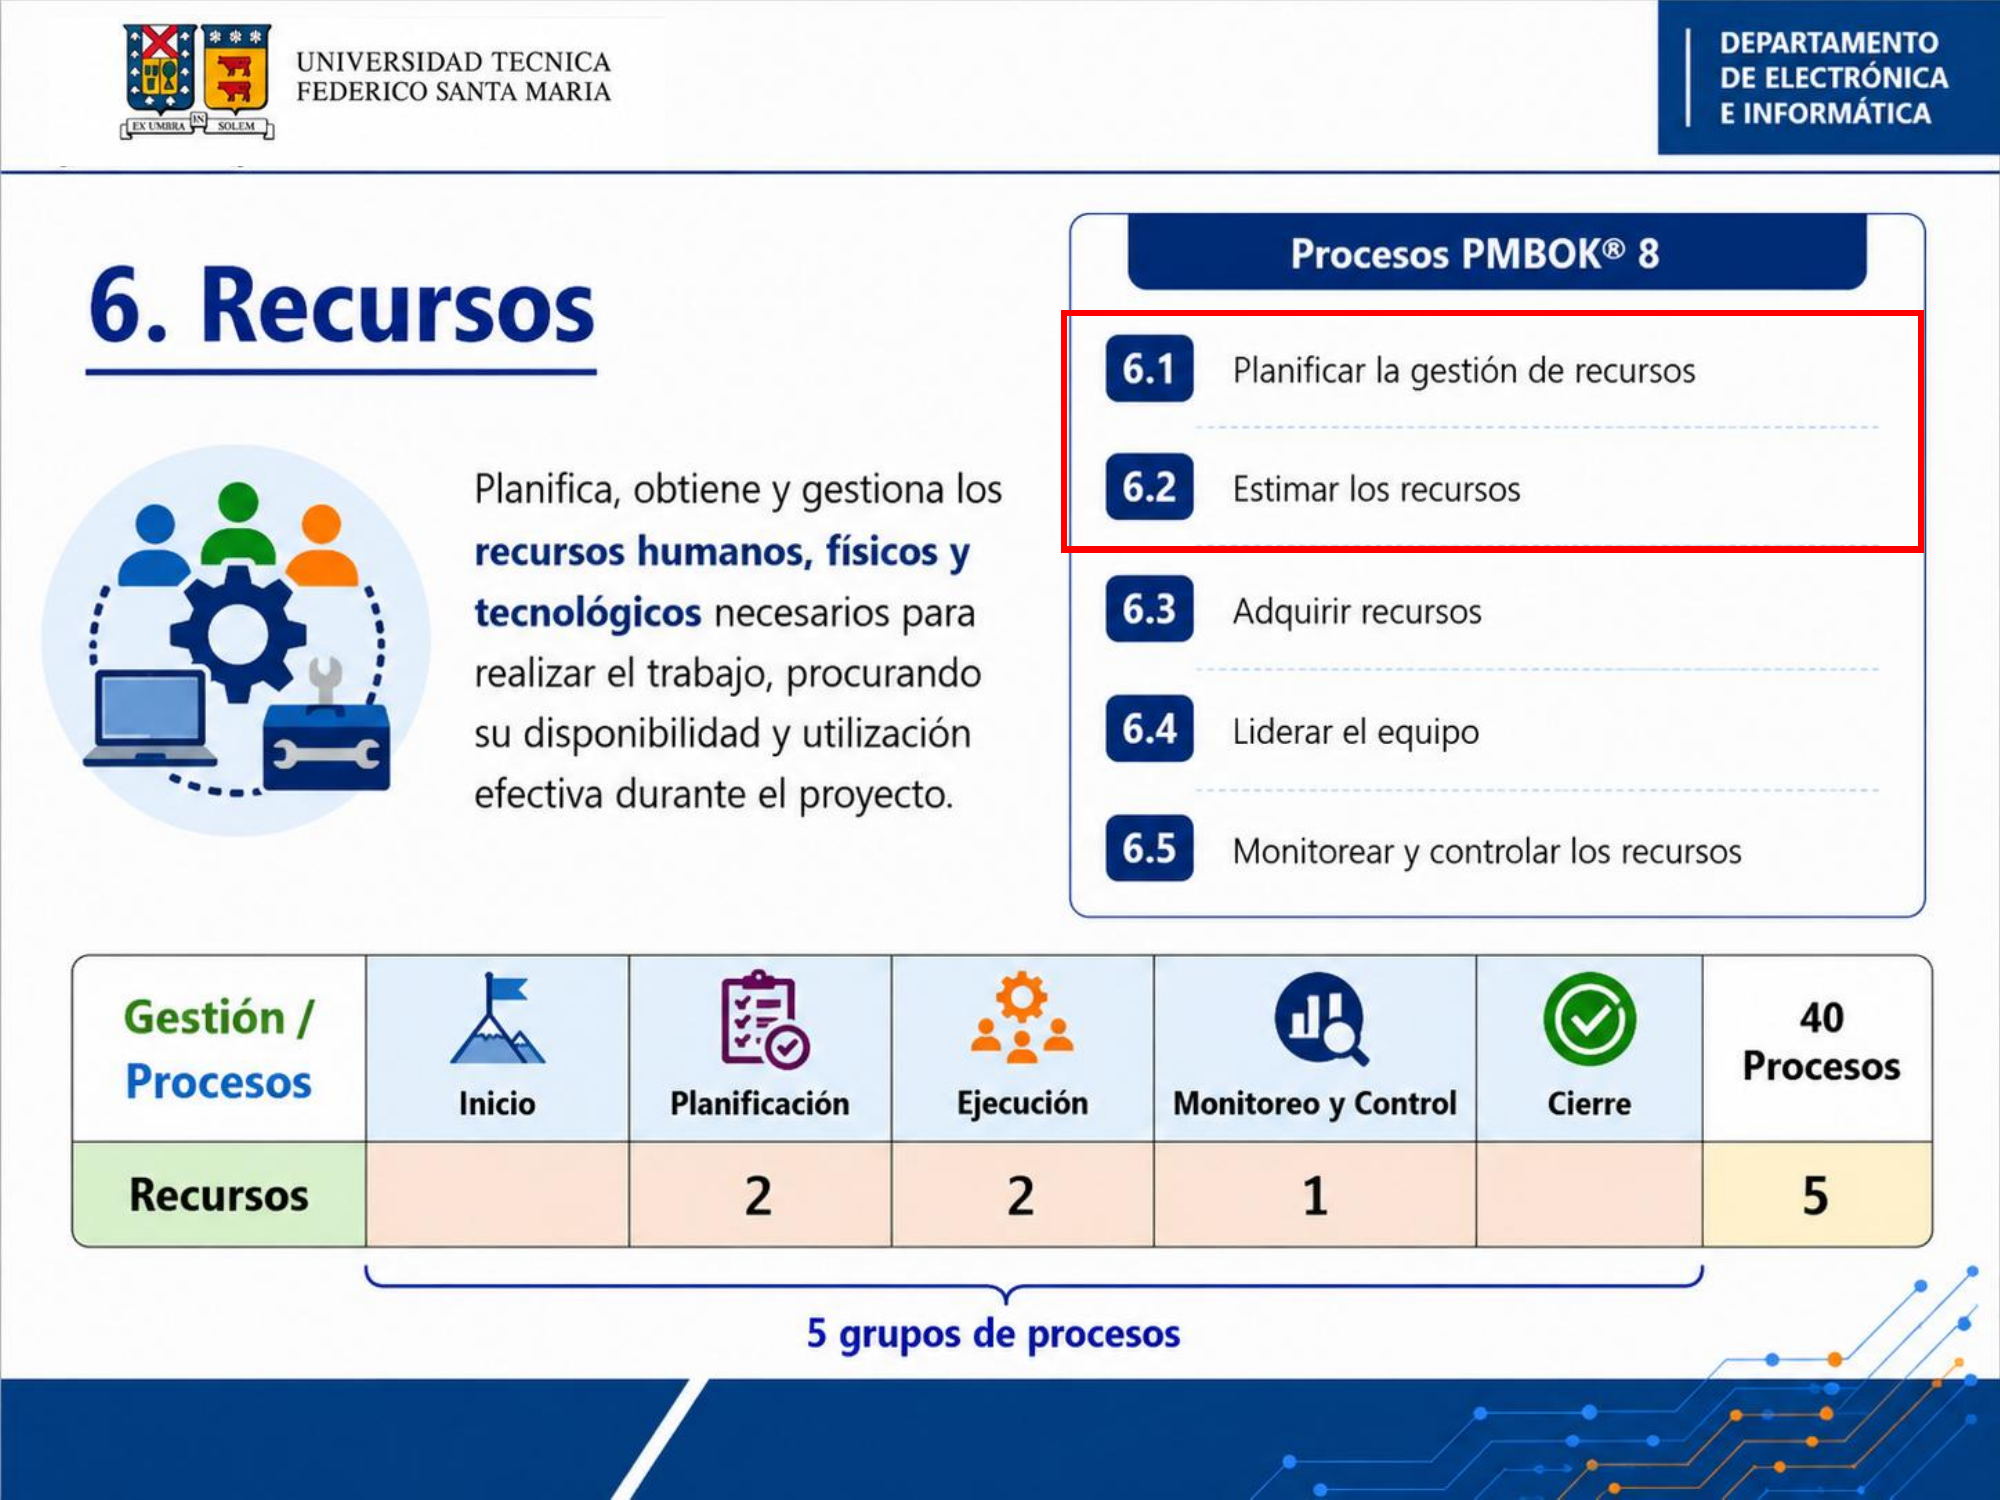 EX UMBRA IN SOLEM
UNIVERSIDAD TECNICA
FEDERICO SANTA MARIA
DEPARTAMENTO
DE ELECTRÓNICA
E INFORMÁTICA
6. Recursos
Planifica, obtiene y gestiona los
recursos humanos, físicos y
tecnológicos necesarios para
realizar el trabajo, procurando
su disponibilidad y utilización
efectiva durante el proyecto.
Procesos PMBOK® 8
6.1 Planificar la gestión de recursos
6.2 Estimar los recursos
6.3 Adquirir recursos
6.4 Liderar el equipo
6.5 Monitorear y controlar los recursos
Gestión /
Procesos
Inicio
Planificación
Ejecución
Monitoreo y Control
Cierre
40
Procesos
Recursos 2 2 1 5
5 grupos de procesos